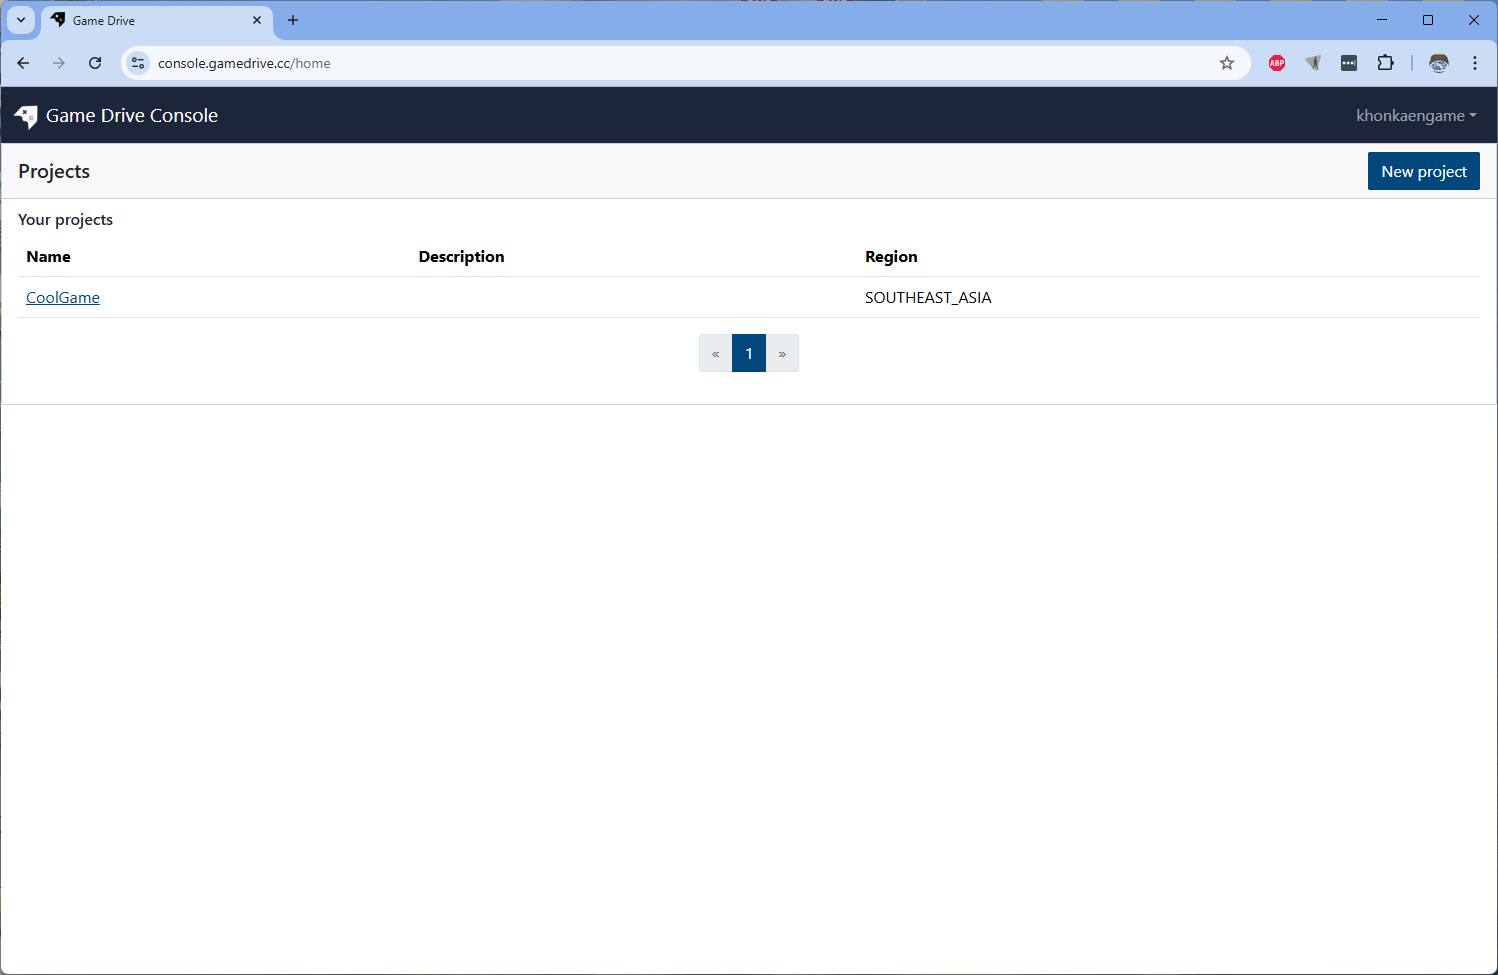 Game Drive
console.gamedrive.cc/home
ABP
Game Drive Console
khonkaengame
Projects
New project
Your projects
Name Description Region
CoolGame SOUTHEAST_ASIA
« 1 »